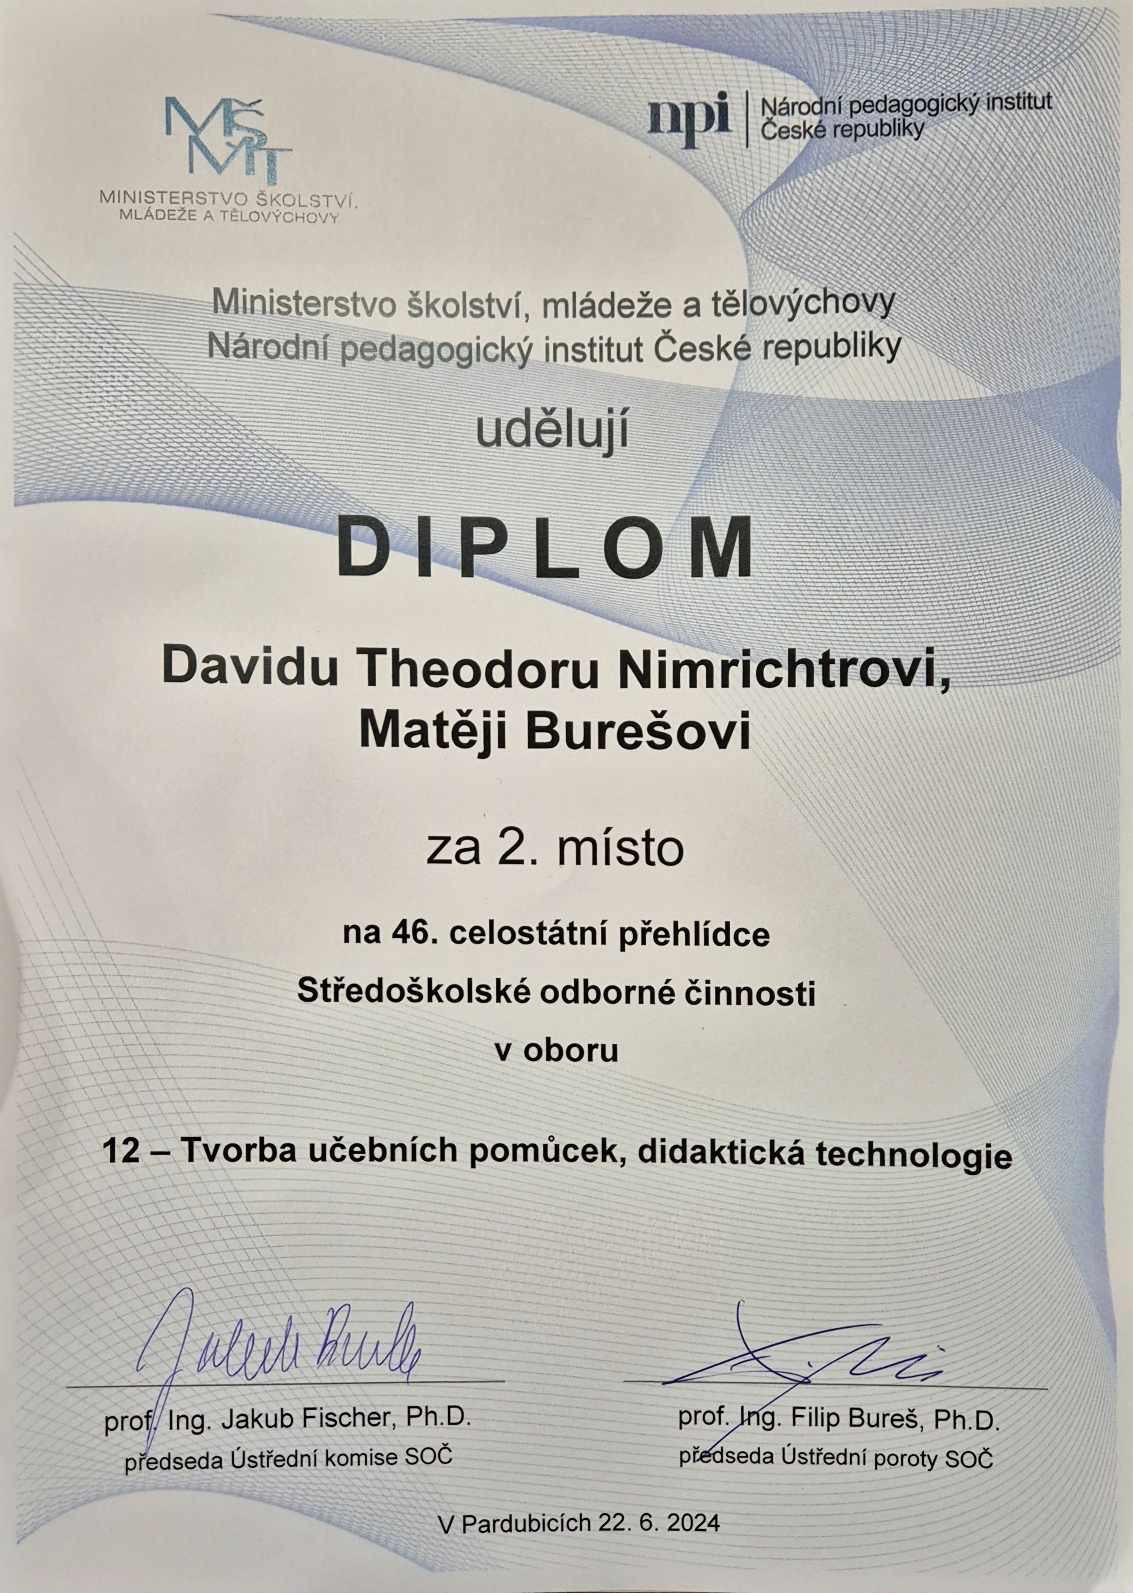 MŠMT
MINISTERSTVO ŠKOLSTVÍ,
MLÁDEŽE A TĚLOVÝCHOVY
npi
Národní pedagogický institut
České republiky
Ministerstvo školství, mládeže a tělovýchovy
Národní pedagogický institut České republiky
udělují
DIPLOM
Davidu Theodoru Nimrichtrovi,
Matěji Burešovi
za 2. místo
na 46. celostátní přehlídce
Středoškolské odborné činnosti
v oboru
12 – Tvorba učebních pomůcek, didaktická technologie
prof. Ing. Jakub Fischer, Ph.D.
předseda Ústřední komise SOČ
prof. Ing. Filip Bureš, Ph.D.
předseda Ústřední poroty SOČ
V Pardubicích 22. 6. 2024